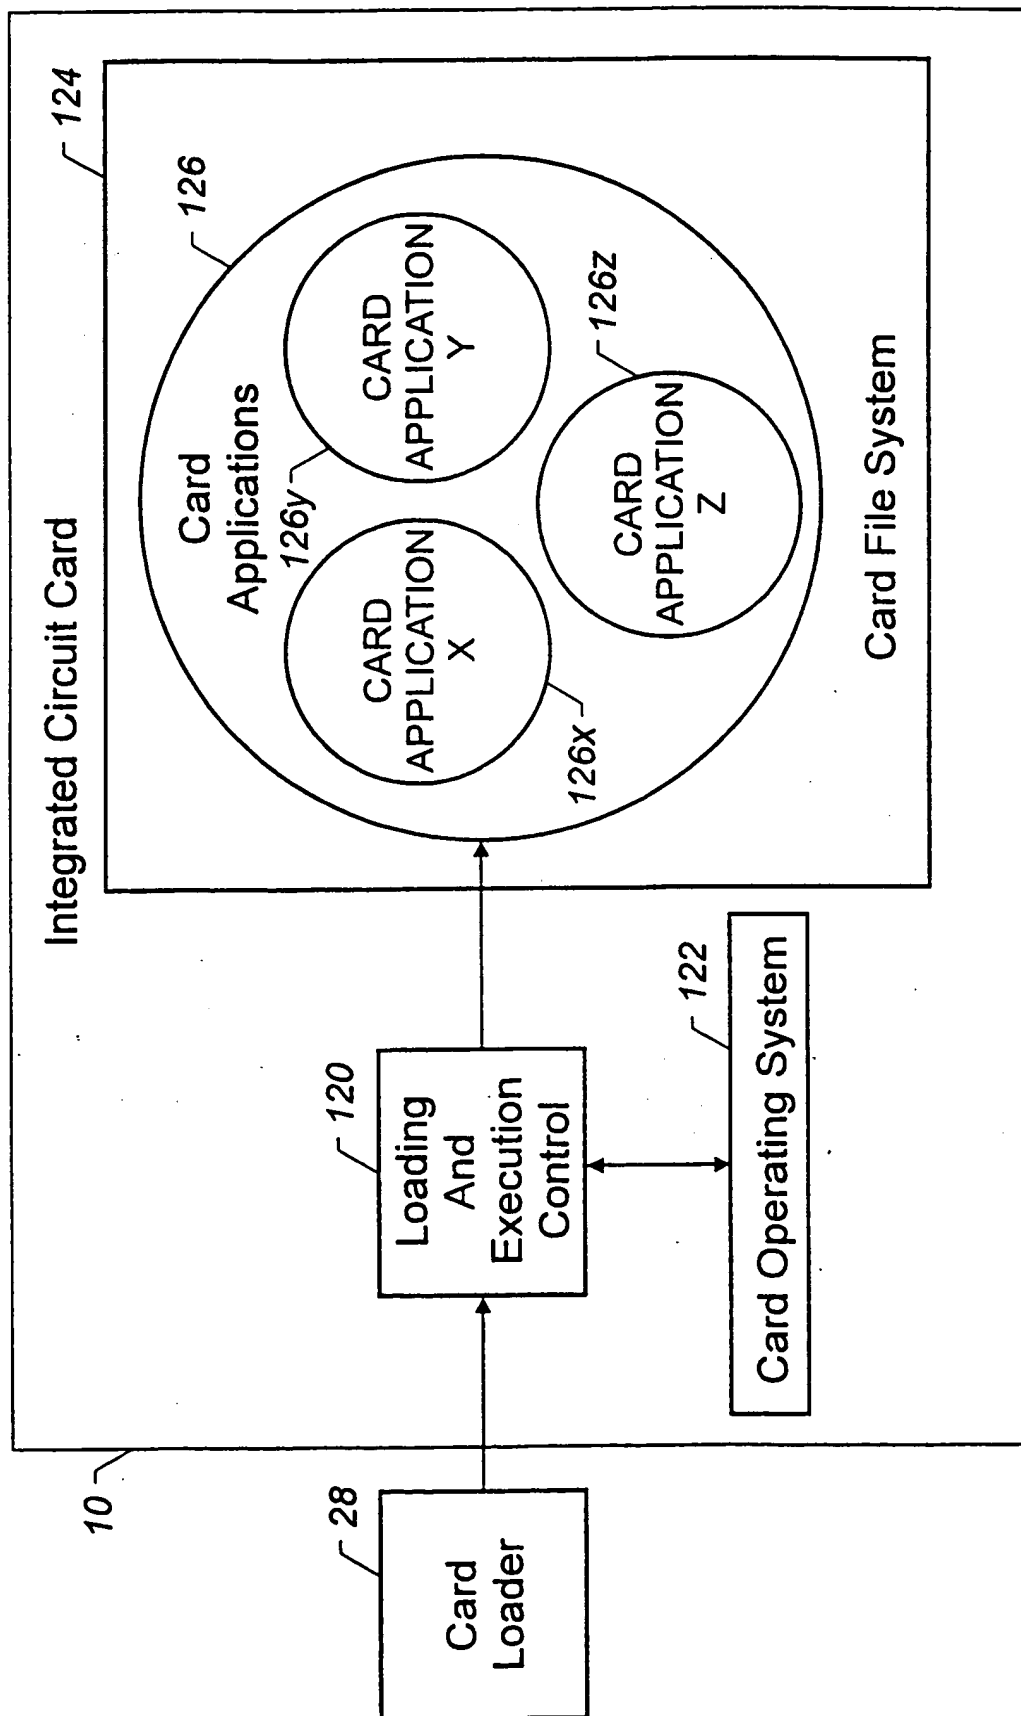 Integrated Circuit Card
10
124
126
Card
Applications
126y
CARD
APPLICATION
X
126x
CARD
APPLICATION
Y
CARD
APPLICATION
Z
126z
Card File System
Card
Loader
28
Loading
And
Execution
Control
120
Card Operating System
122